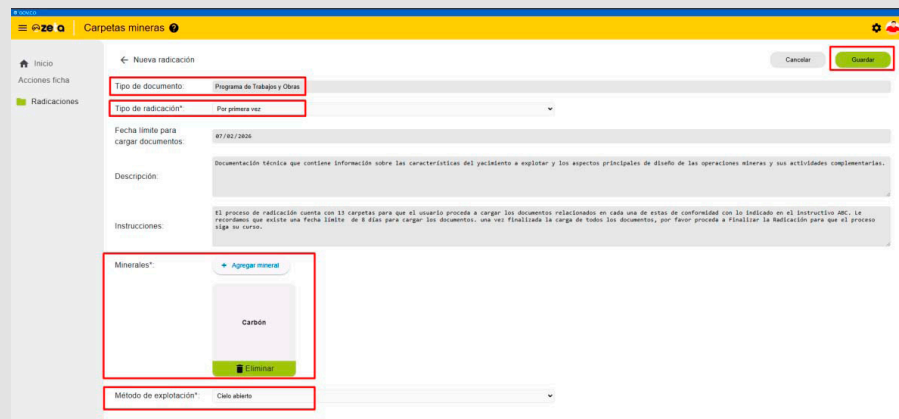 GOV.CO
zela Carpetas mineras
Inicio
Acciones ficha
Radicaciones
Nueva radicación
Cancelar
Guardar
Tipo de documento: Programa de Trabajos y Obras
Tipo de radicación*: Por primera vez
Fecha límite para
cargar documentos: 07/02/2026
Descripción: Documentación técnica que contiene información sobre las características del yacimiento a explotar y los aspectos principales de diseño de las operaciones mineras y sus actividades complementarias.
Instrucciones: El proceso de radicación cuenta con 13 carpetas para que el usuario proceda a cargar los documentos relacionados en cada una de estas de conformidad con lo indicado en el instructivo ABC. Le
recordamos que existe una fecha límite de 8 días para cargar los documentos. una vez finalizada la carga de todos los documentos, por favor proceda a Finalizar la Radicación para que el proceso
siga su curso.
Minerales*: + Agregar mineral
Carbón
Eliminar
Método de explotación*: Cielo abierto